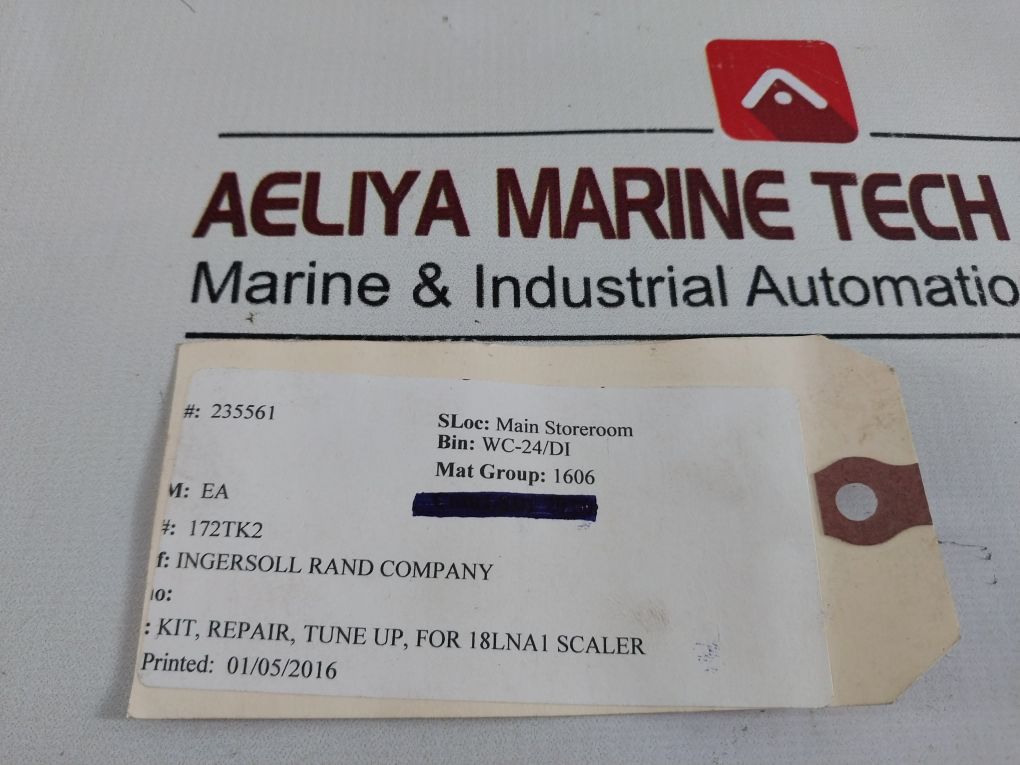 AELIYA MARINE TECH
Marine & Industrial Automatio
#: 235561
SLoc: Main Storeroom
Bin: WC-24/DI
Mat Group: 1606
M: EA
#: 172TK2
f: INGERSOLL RAND COMPANY
o:
: KIT, REPAIR, TUNE UP, FOR 18LNA1 SCALER
Printed: 01/05/2016